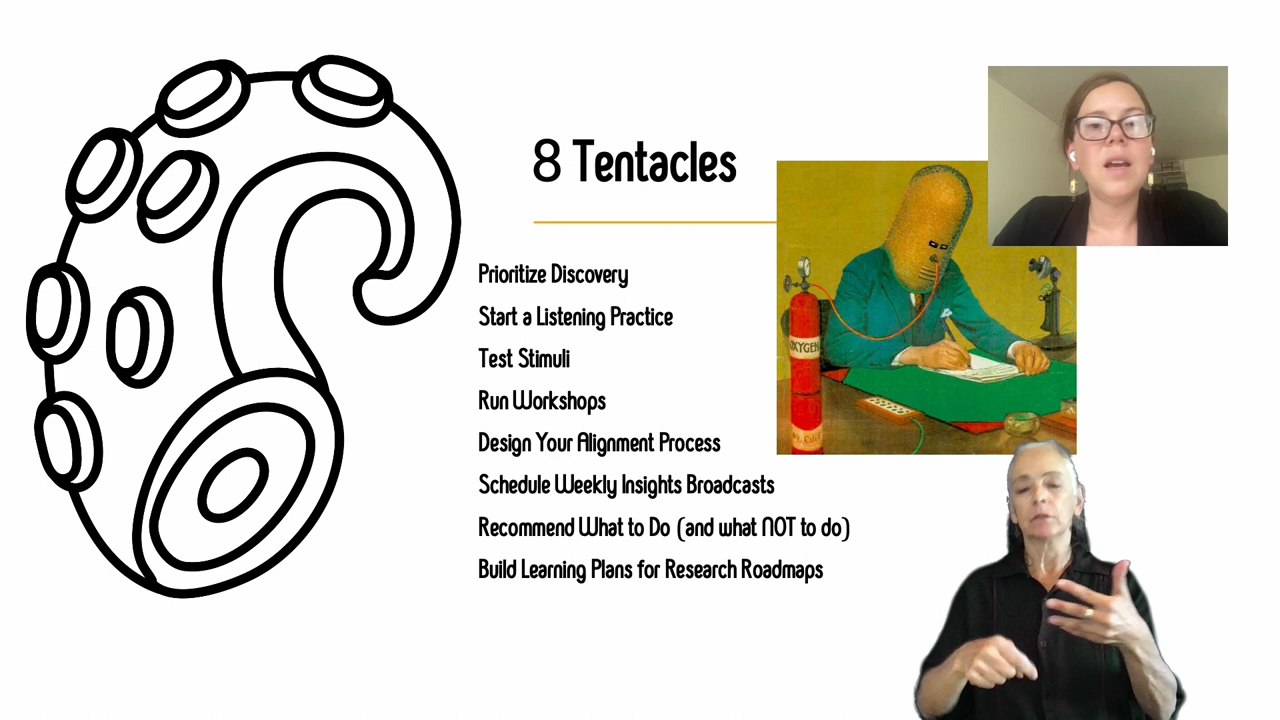 8 Tentacles
Prioritize Discovery
Start a Listening Practice
Test Stimuli
Run Workshops
Design Your Alignment Process
Schedule Weekly Insights Broadcasts
Recommend What to Do (and what NOT to do)
Build Learning Plans for Research Roadmaps
OXYGEN